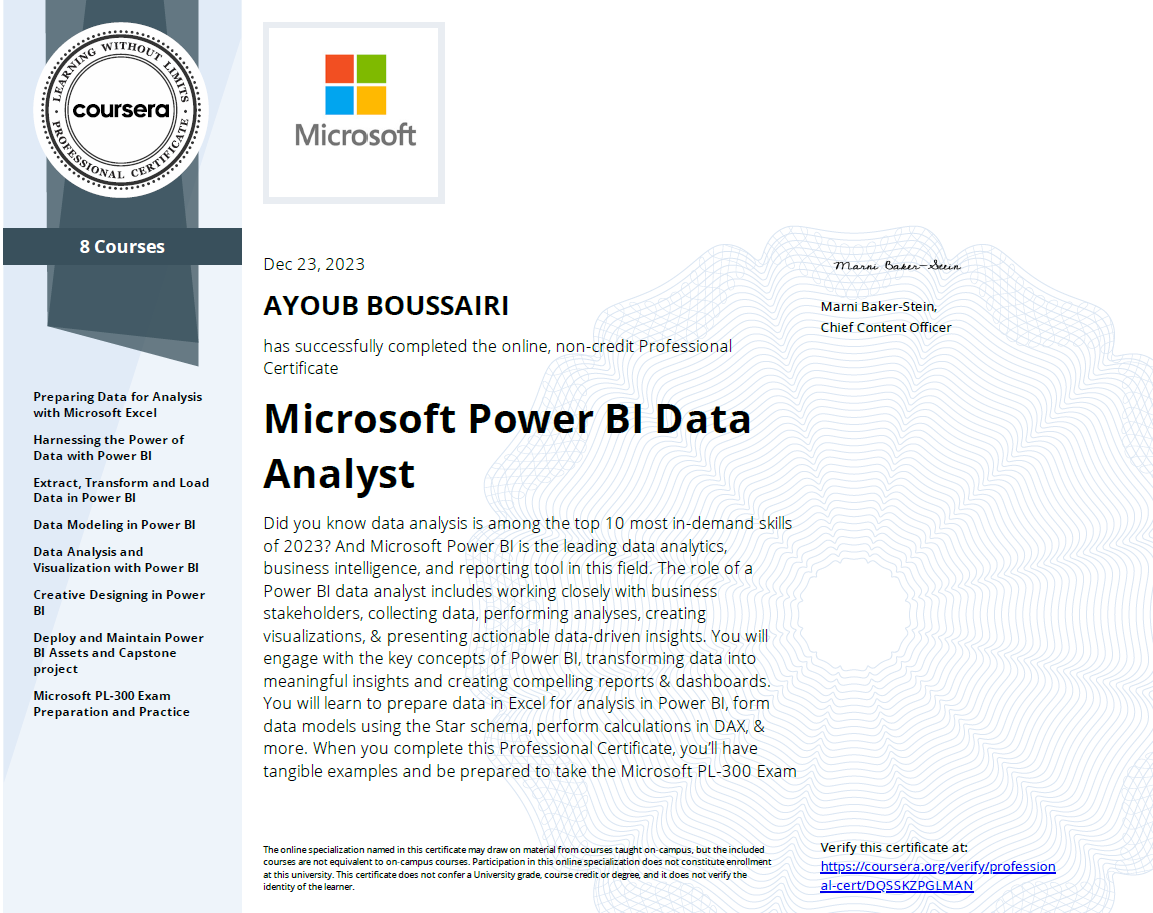 LEARNING WITHOUT LIMITS
coursera
PROFESSIONAL CERTIFICATE
8 Courses
Preparing Data for Analysis
with Microsoft Excel
Harnessing the Power of
Data with Power BI
Extract, Transform and Load
Data in Power BI
Data Modeling in Power BI
Data Analysis and
Visualization with Power BI
Creative Designing in Power
BI
Deploy and Maintain Power
BI Assets and Capstone
project
Microsoft PL-300 Exam
Preparation and Practice
Microsoft
Dec 23, 2023
AYOUB BOUSSAIRI
has successfully completed the online, non-credit Professional
Certificate
Microsoft Power BI Data
Analyst
Did you know data analysis is among the top 10 most in-demand skills
of 2023? And Microsoft Power BI is the leading data analytics,
business intelligence, and reporting tool in this field. The role of a
Power BI data analyst includes working closely with business
stakeholders, collecting data, performing analyses, creating
visualizations, & presenting actionable data-driven insights. You will
engage with the key concepts of Power BI, transforming data into
meaningful insights and creating compelling reports & dashboards.
You will learn to prepare data in Excel for analysis in Power BI, form
data models using the Star schema, perform calculations in DAX, &
more. When you complete this Professional Certificate, you'll have
tangible examples and be prepared to take the Microsoft PL-300 Exam
The online specialization named in this certificate may draw on material from courses taught on-campus, but the included
courses are not equivalent to on-campus courses. Participation in this online specialization does not constitute enrollment
at this university. This certificate does not confer a University grade, course credit or degree, and it does not verify the
identity of the learner.
Marni Baker-Stein
Marni Baker-Stein,
Chief Content Officer
Verify this certificate at:
https://coursera.org/verify/profession
al-cert/DQSSKZPGLMAN